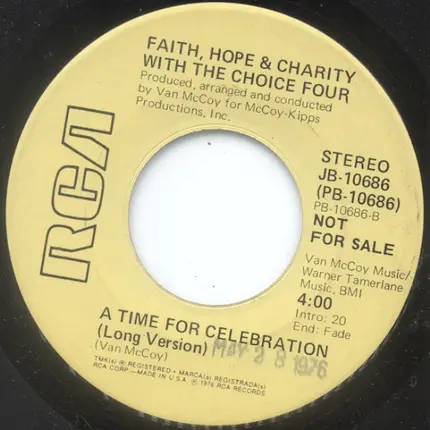 FAITH, HOPE & CHARITY
WITH THE CHOICE FOUR
Produced, arranged and conducted
by Van McCoy for McCoy-Kipps
Productions, Inc.
RCA
STEREO
JB-10686
(PB-10686)
PB-10686-B
NOT
FOR SALE
Van McCoy Music/
Warner Tamerlane
Music, BMI
4:00
Intro: 20
End: Fade
A TIME FOR CELEBRATION
(Long Version)
MAY 28 1976
(Van McCoy)
TMK(s) ® REGISTERED • MARCA(s) REGISTRADA(s)
RCA CORP.—MADE IN U.S.A. ℗ 1976 RCA RECORDS